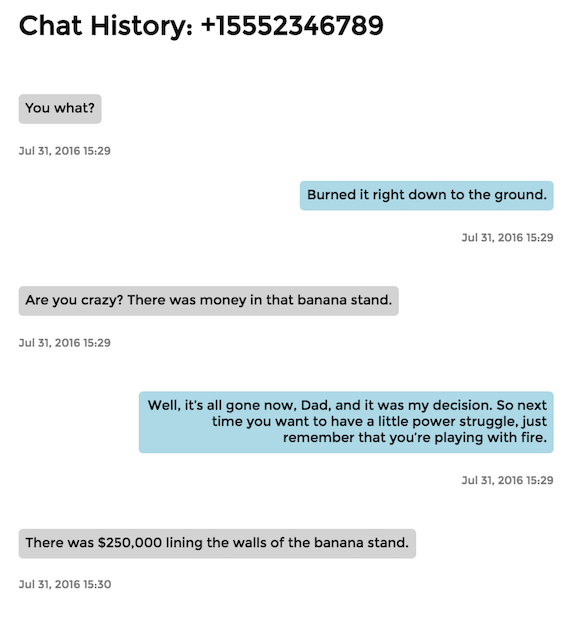 Chat History: +15552346789
You what?
Jul 31, 2016 15:29
Burned it right down to the ground.
Jul 31, 2016 15:29
Are you crazy? There was money in that banana stand.
Jul 31, 2016 15:29
Well, it's all gone now, Dad, and it was my decision. So next
time you want to have a little power struggle, just
remember that you're playing with fire.
Jul 31, 2016 15:29
There was $250,000 lining the walls of the banana stand.
Jul 31, 2016 15:30